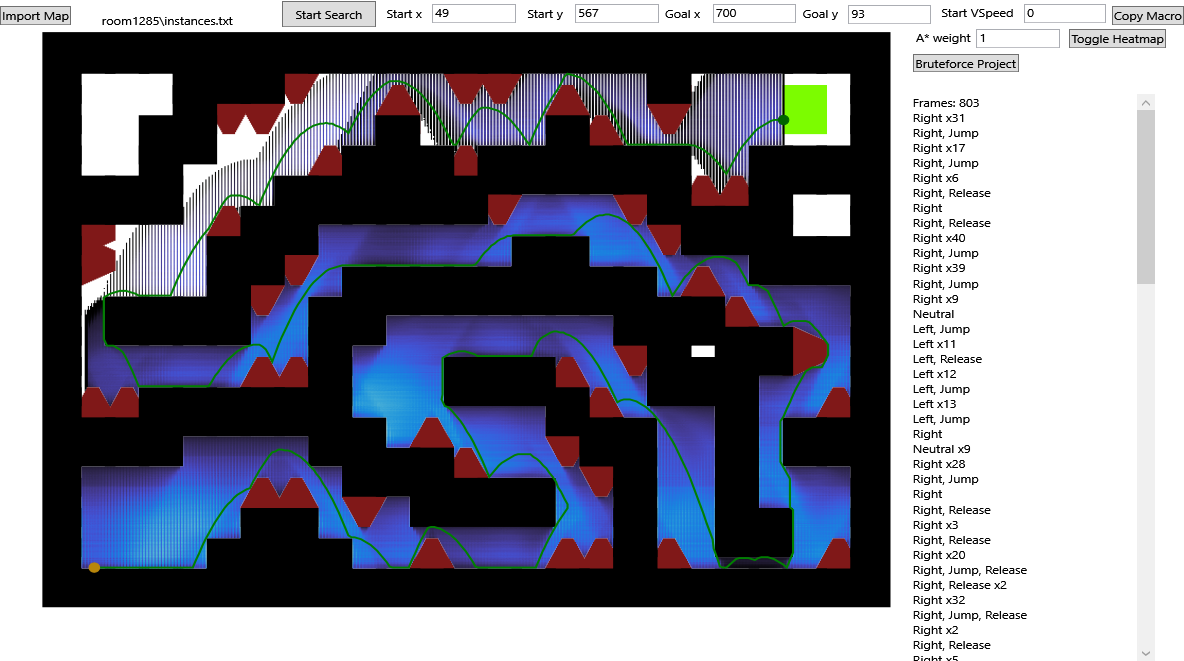 Import Map room1285\instances.txt Start Search Start x 49 Start y 567 Goal x 700 Goal y 93 Start VSpeed 0 Copy Macro
A* weight 1 Toggle Heatmap
Bruteforce Project
Frames: 803
Right x31
Right, Jump
Right x17
Right, Jump
Right x6
Right, Release
Right
Right, Release
Right x40
Right, Jump
Right x39
Right, Jump
Right x9
Neutral
Left, Jump
Left x11
Left, Release
Left x12
Left, Jump
Left x13
Left, Jump
Right
Neutral x9
Right x28
Right, Jump
Right
Right, Release
Right x3
Right, Release
Right x20
Right, Jump, Release
Right, Release x2
Right x32
Right, Jump, Release
Right x2
Right, Release
Right x5